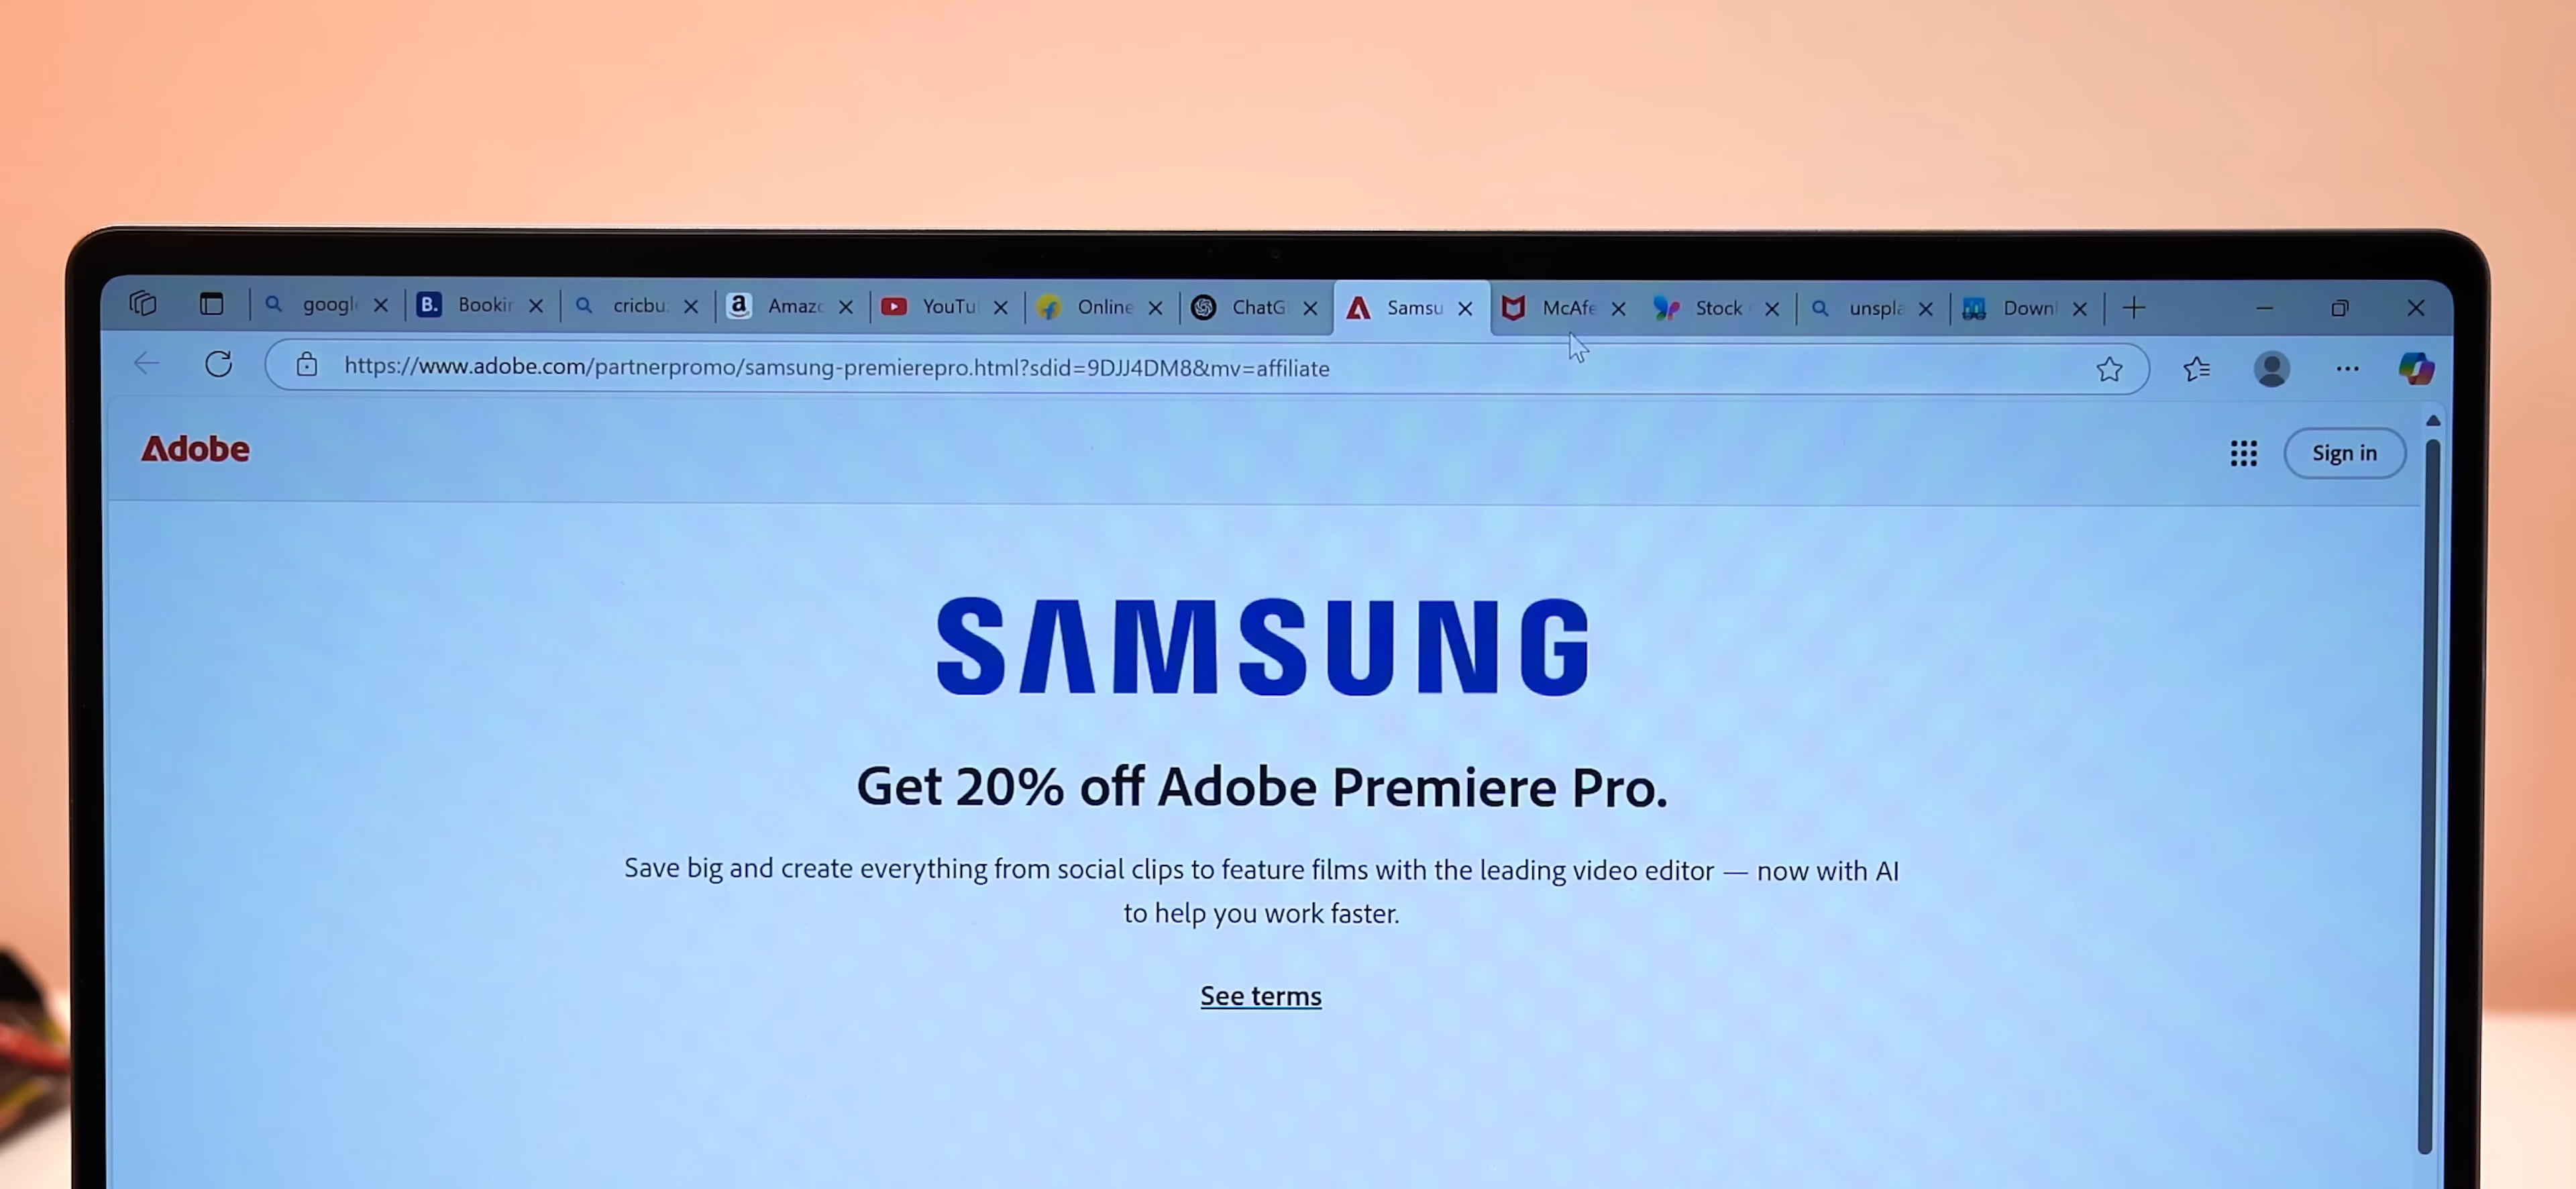 googl Bookin cricbu Amazo YouTu Online ChatG Samsu McAfe Stock unspla Downl
https://www.adobe.com/partnerpromo/samsung-premierepro.html?sdid=9DJJ4DM8&mv=affiliate
Adobe
Sign in
SAMSUNG
Get 20% off Adobe Premiere Pro.
Save big and create everything from social clips to feature films with the leading video editor — now with AI
to help you work faster.
See terms